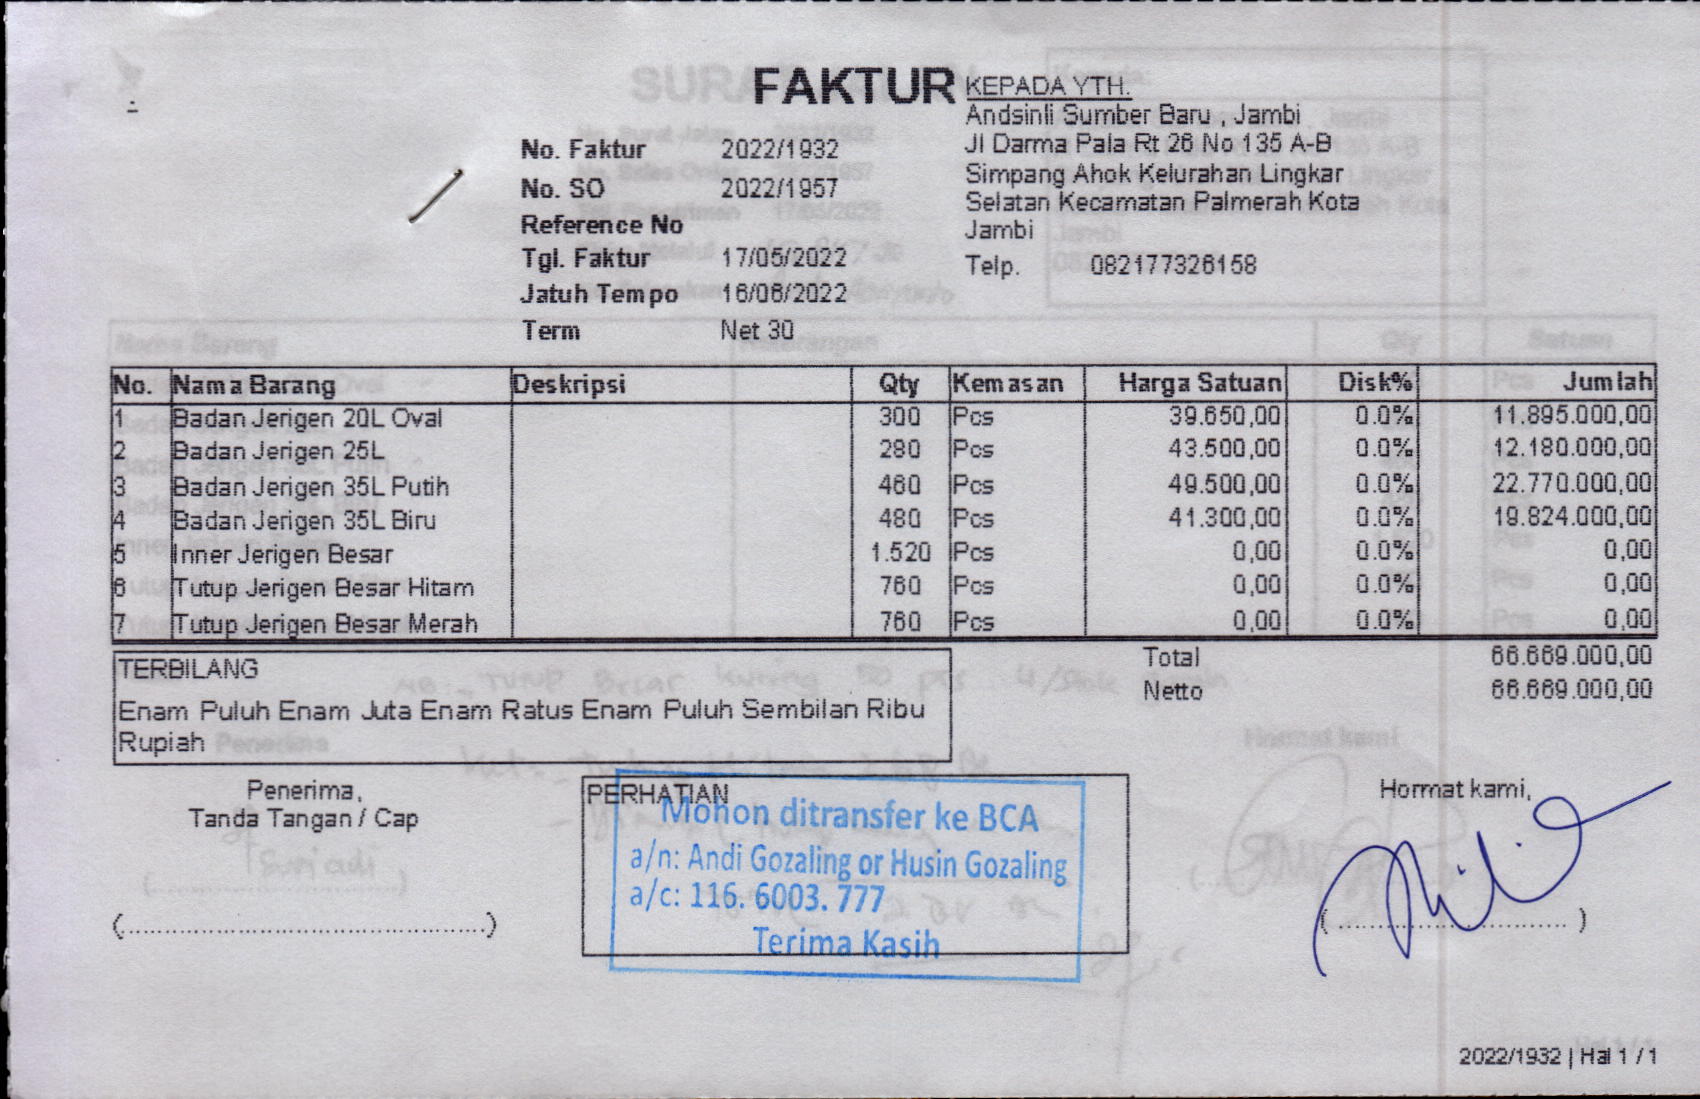 FAKTUR
KEPADA YTH.
Andsinli Sumber Baru , Jambi
Jl Darma Pala Rt 26 No 135 A-B
Simpang Ahok Kelurahan Lingkar
Selatan Kecamatan Palmerah Kota
Jambi
Telp. 082177326158
No. Faktur 2022/1932
No. SO 2022/1957
Reference No
Tgl. Faktur 17/05/2022
Jatuh Tempo 16/06/2022
Term Net 30
No. Nama Barang Deskripsi Qty Kemasan Harga Satuan Disk% Jumlah
1 Badan Jerigen 20L Oval 300 Pcs 39.650,00 0.0% 11.895.000,00
2 Badan Jerigen 25L 280 Pcs 43.500,00 0.0% 12.180.000,00
3 Badan Jerigen 35L Putih 460 Pcs 49.500,00 0.0% 22.770.000,00
4 Badan Jerigen 35L Biru 480 Pcs 41.300,00 0.0% 19.824.000,00
5 Inner Jerigen Besar 1.520 Pcs 0,00 0.0% 0,00
6 Tutup Jerigen Besar Hitam 760 Pcs 0,00 0.0% 0,00
7 Tutup Jerigen Besar Merah 760 Pcs 0,00 0.0% 0,00
TERBILANG
Enam Puluh Enam Juta Enam Ratus Enam Puluh Sembilan Ribu
Rupiah
Total 66.669.000,00
Netto 66.669.000,00
Penerima,
Tanda Tangan / Cap
(..............................................)
PERHATIAN
Mohon ditransfer ke BCA
a/n: Andi Gozaling or Husin Gozaling
a/c: 116. 6003. 777
Terima Kasih
Hormat kami,
(..............................)
2022/1932 | Hal 1 / 1